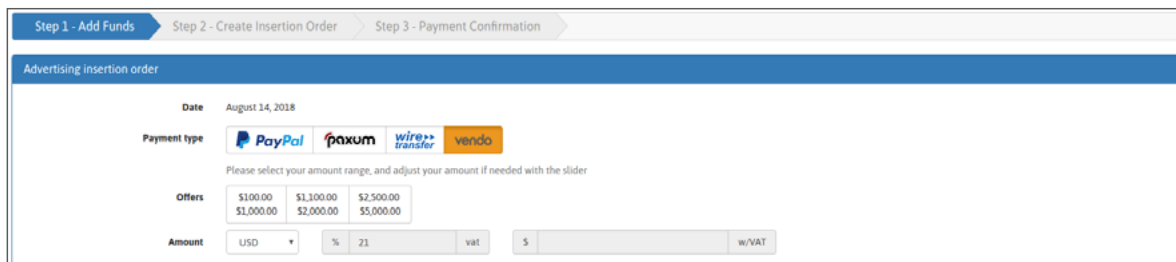 Step 1 - Add Funds Step 2 - Create Insertion Order Step 3 - Payment Confirmation
Advertising insertion order
Date August 14, 2018
Payment type PayPal paxum wire transfer vendo
Please select your amount range, and adjust your amount if needed with the slider
Offers $100.00 $1,100.00 $2,500.00
$1,000.00 $2,000.00 $5,000.00
Amount USD % 21 vat $ w/VAT